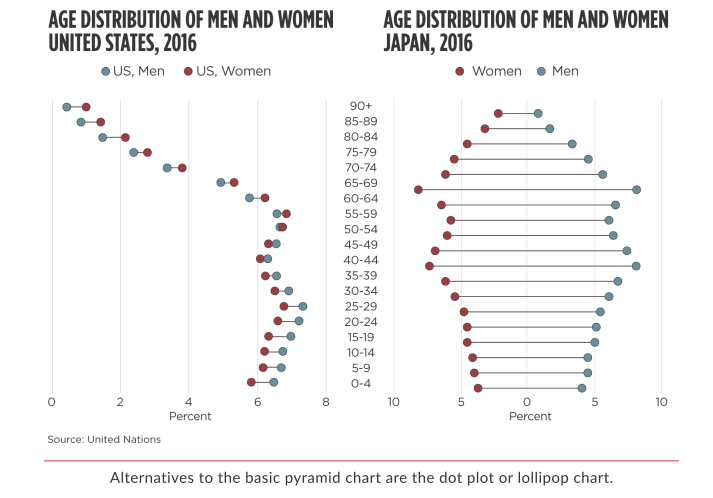 AGE DISTRIBUTION OF MEN AND WOMEN
UNITED STATES, 2016
US, Men US, Women
AGE DISTRIBUTION OF MEN AND WOMEN
JAPAN, 2016
Women Men
90+
85-89
80-84
75-79
70-74
65-69
60-64
55-59
50-54
45-49
40-44
35-39
30-34
25-29
20-24
15-19
10-14
5-9
0-4
0 2 4 6 8
Percent
10 5 0 5 10
Percent
Source: United Nations
Alternatives to the basic pyramid chart are the dot plot or lollipop chart.